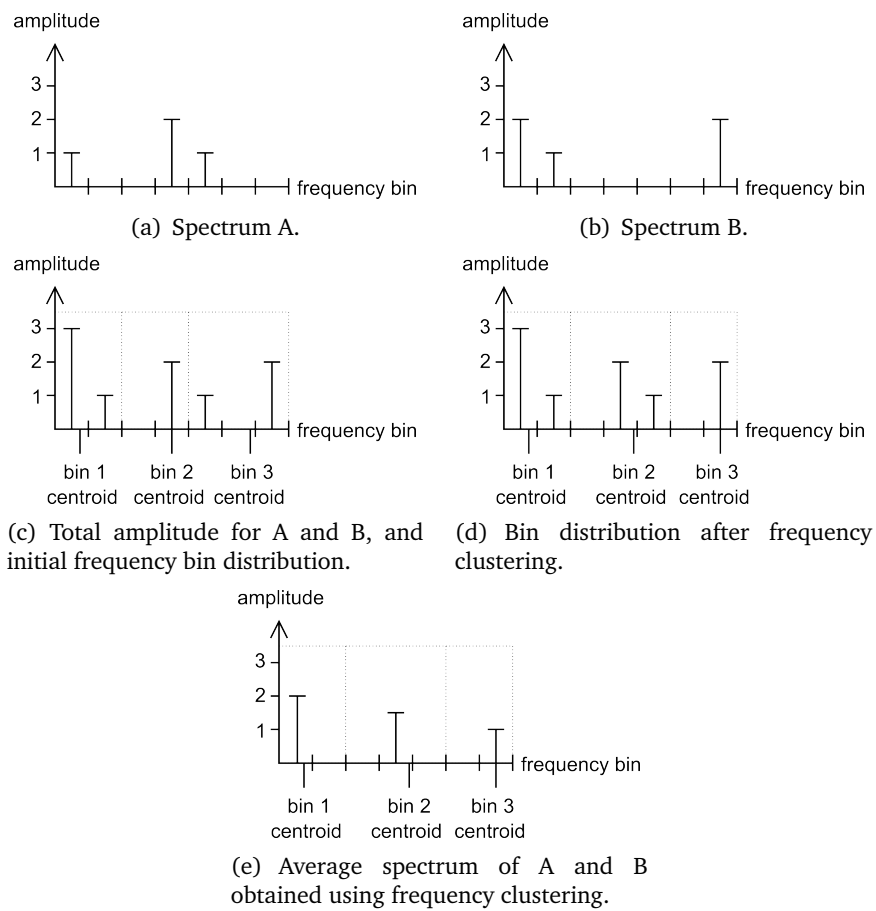 amplitude
3
2
1
frequency bin
(a) Spectrum A.
amplitude
3
2
1
frequency bin
(b) Spectrum B.
amplitude
3
2
1
frequency bin
bin 1 bin 2 bin 3
centroid centroid centroid
(c) Total amplitude for A and B, and
initial frequency bin distribution.
amplitude
3
2
1
frequency bin
bin 1 bin 2 bin 3
centroid centroid centroid
(d) Bin distribution after frequency
clustering.
amplitude
3
2
1
frequency bin
bin 1 bin 2 bin 3
centroid centroid centroid
(e) Average spectrum of A and B
obtained using frequency clustering.